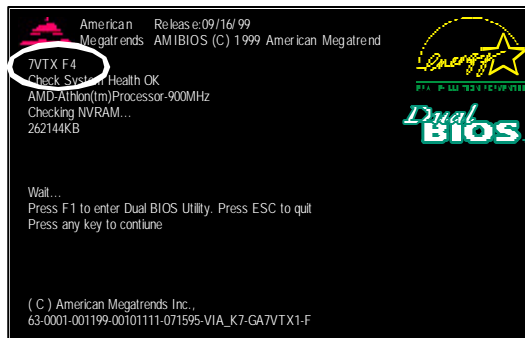 American Release:09/16/99
Megatrends AMIBIOS (C) 1999 American Megatrend
7VTX F4
Check System Health OK
AMD-Athlon(tm)Processor-900MHz
Checking NVRAM...
262144KB
energy
Dual
BIOS
Wait...
Press F1 to enter Dual BIOS Utility. Press ESC to quit
Press any key to contiune
( C ) American Megatrends Inc.,
63-0001-001199-00101111-071595-VIA_K7-GA7VTX1-F